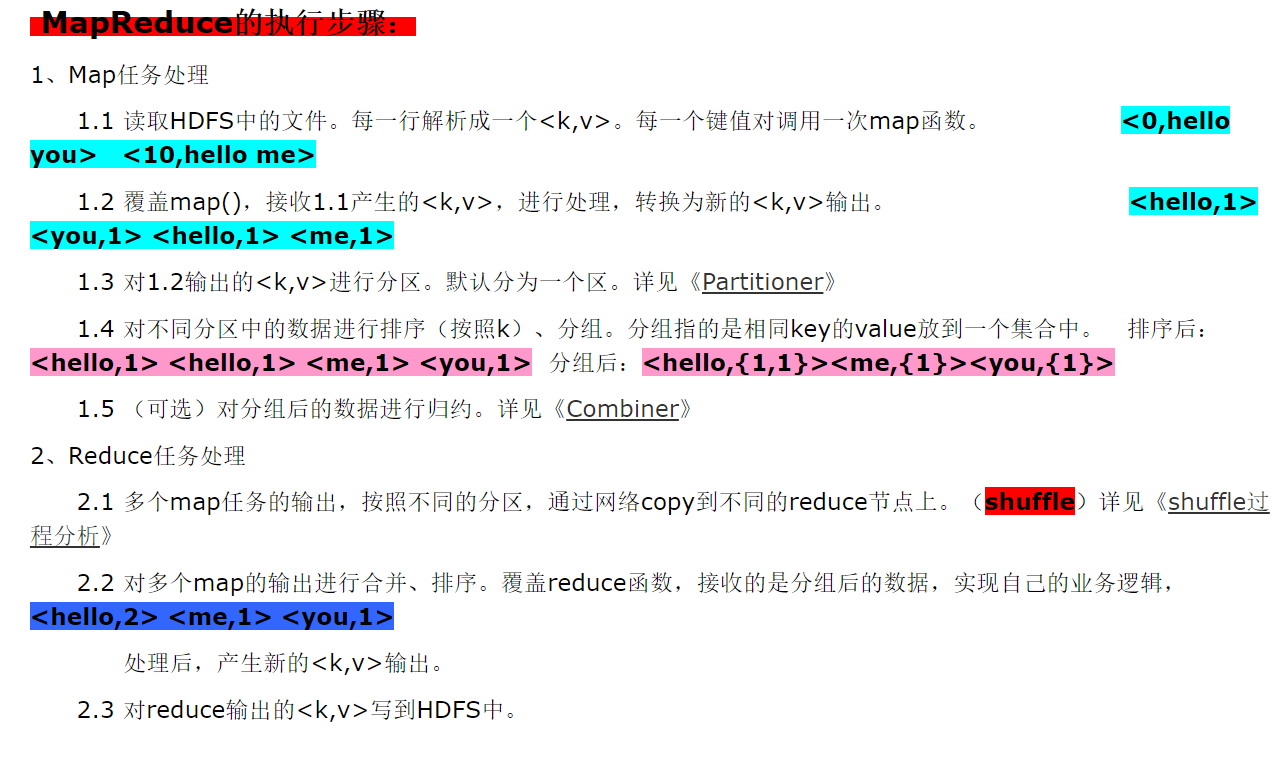 MapReduce的执行步骤：
1、Map任务处理
1.1 读取HDFS中的文件。每一行解析成一个<k,v>。每一个键值对调用一次map函数。 <0,hello
you> <10,hello me>
1.2 覆盖map()，接收1.1产生的<k,v>，进行处理，转换为新的<k,v>输出。 <hello,1>
<you,1> <hello,1> <me,1>
1.3 对1.2输出的<k,v>进行分区。默认分为一个区。详见《Partitioner》
1.4 对不同分区中的数据进行排序（按照k）、分组。分组指的是相同key的value放到一个集合中。 排序后：
<hello,1> <hello,1> <me,1> <you,1> 分组后：<hello,{1,1}><me,{1}><you,{1}>
1.5 （可选）对分组后的数据进行归约。详见《Combiner》
2、Reduce任务处理
2.1 多个map任务的输出，按照不同的分区，通过网络copy到不同的reduce节点上。（shuffle）详见《shuffle过
程分析》
2.2 对多个map的输出进行合并、排序。覆盖reduce函数，接收的是分组后的数据，实现自己的业务逻辑，
<hello,2> <me,1> <you,1>
处理后，产生新的<k,v>输出。
2.3 对reduce输出的<k,v>写到HDFS中。